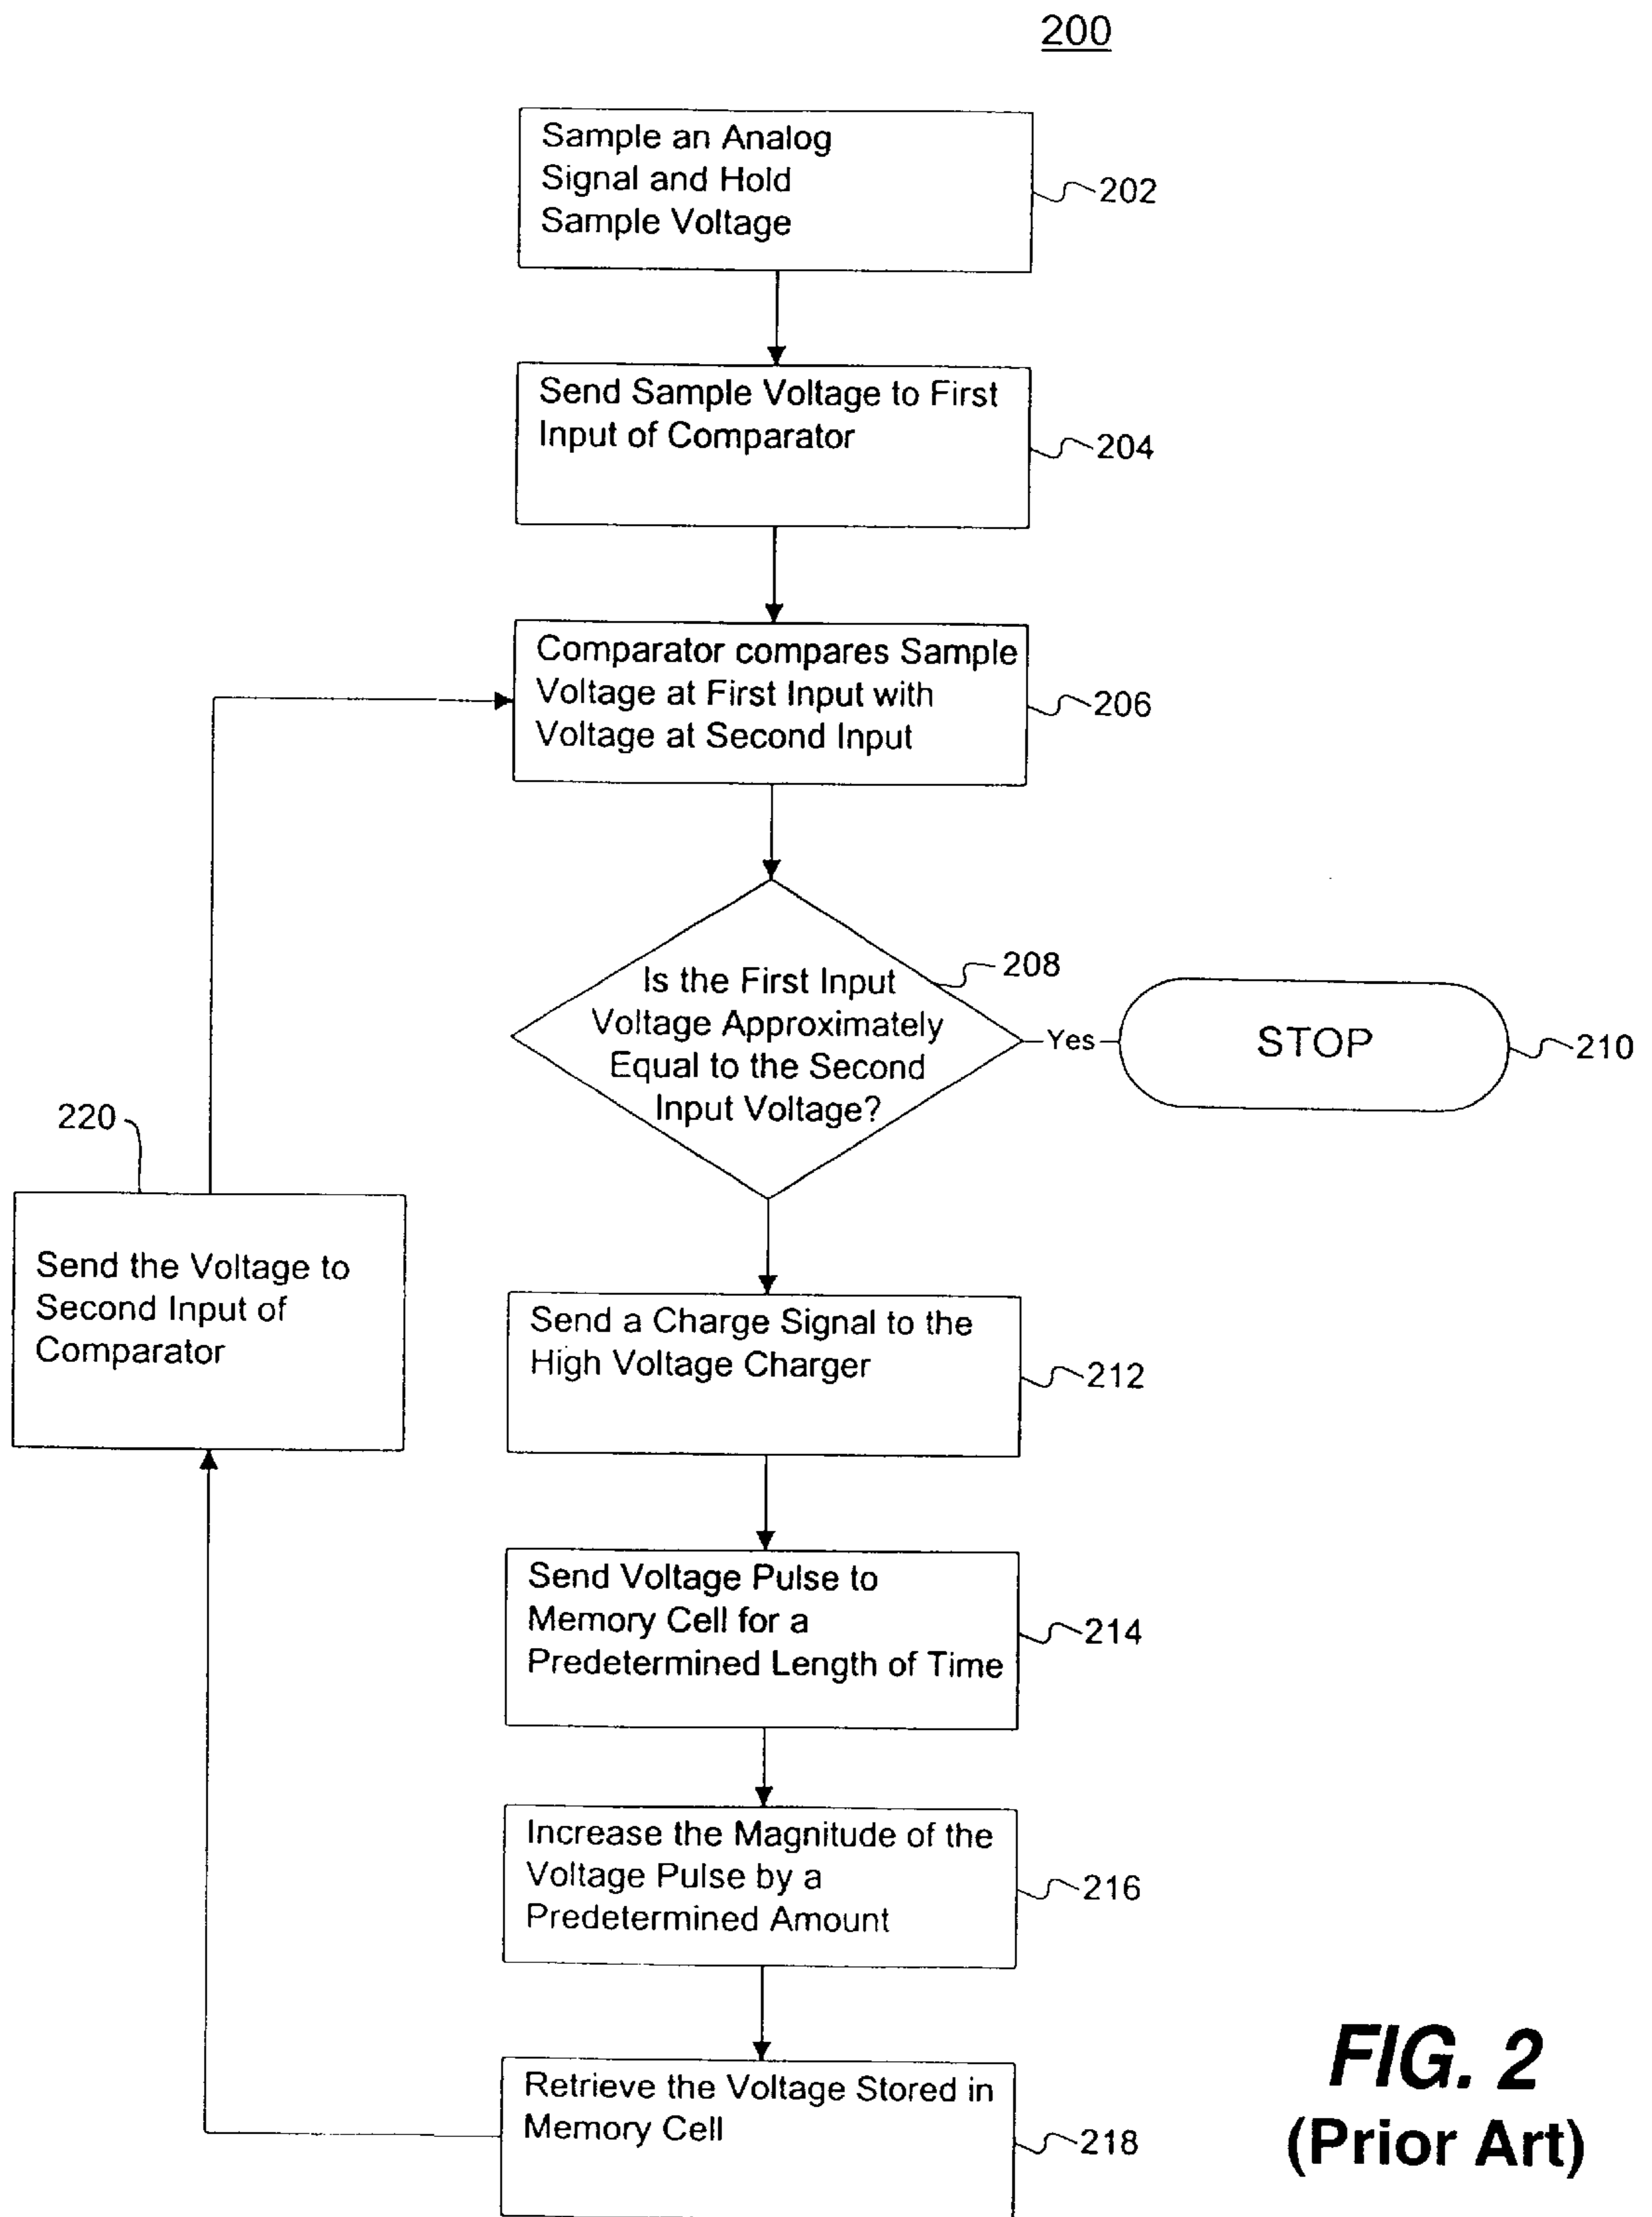 200
Sample an Analog
Signal and Hold
Sample Voltage
202
Send Sample Voltage to First
Input of Comparator
204
Comparator compares Sample
Voltage at First Input with
Voltage at Second Input
206
Is the First Input
Voltage Approximately
Equal to the Second
Input Voltage?
208
Yes
STOP
210
220
Send the Voltage to
Second Input of
Comparator
Send a Charge Signal to the
High Voltage Charger
212
Send Voltage Pulse to
Memory Cell for a
Predetermined Length of Time
214
Increase the Magnitude of the
Voltage Pulse by a
Predetermined Amount
216
Retrieve the Voltage Stored in
Memory Cell
218
FIG. 2
(Prior Art)